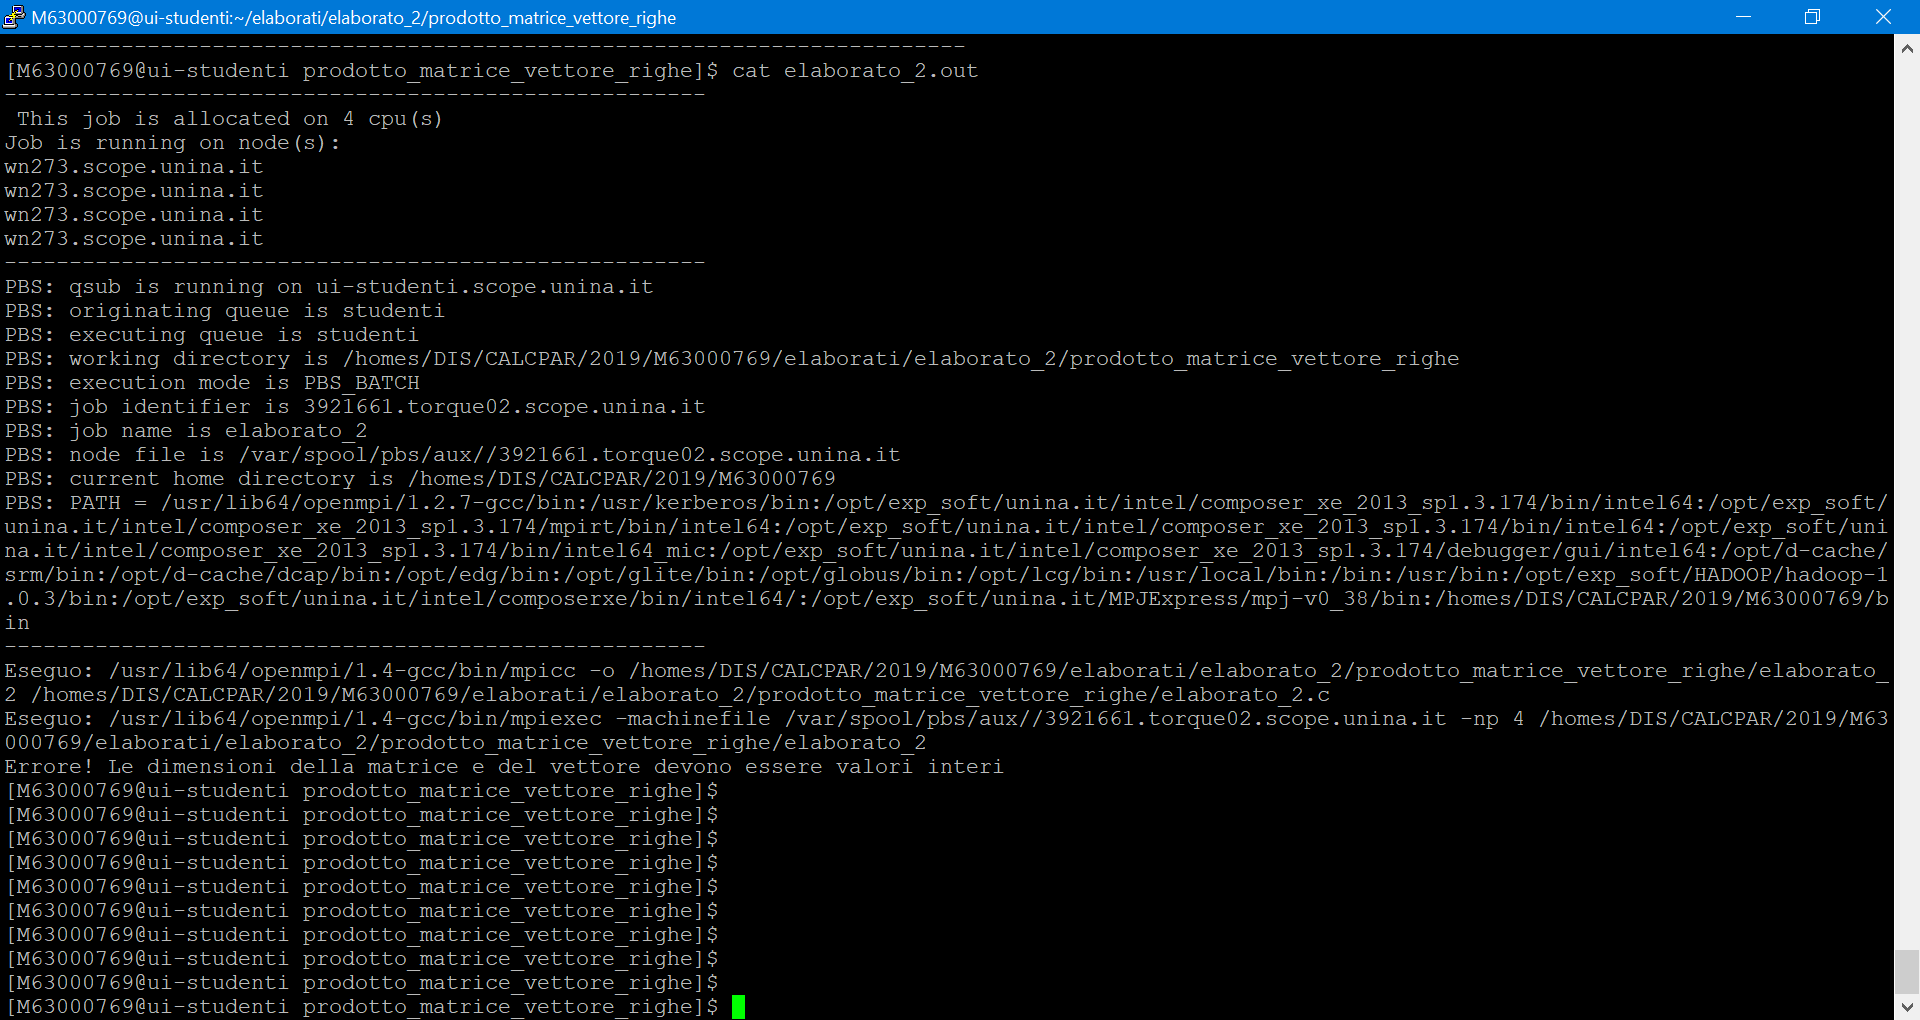 M63000769@ui-studenti:~/elaborati/elaborato_2/prodotto_matrice_vettore_righe
--------------------------------------------------------------------------
[M63000769@ui-studenti prodotto_matrice_vettore_righe]$ cat elaborato_2.out
------------------------------------------------------
 This job is allocated on 4 cpu(s)
Job is running on node(s):
wn273.scope.unina.it
wn273.scope.unina.it
wn273.scope.unina.it
wn273.scope.unina.it
------------------------------------------------------
PBS: qsub is running on ui-studenti.scope.unina.it
PBS: originating queue is studenti
PBS: executing queue is studenti
PBS: working directory is /homes/DIS/CALCPAR/2019/M63000769/elaborati/elaborato_2/prodotto_matrice_vettore_righe
PBS: execution mode is PBS_BATCH
PBS: job identifier is 3921661.torque02.scope.unina.it
PBS: job name is elaborato_2
PBS: node file is /var/spool/pbs/aux//3921661.torque02.scope.unina.it
PBS: current home directory is /homes/DIS/CALCPAR/2019/M63000769
PBS: PATH = /usr/lib64/openmpi/1.2.7-gcc/bin:/usr/kerberos/bin:/opt/exp_soft/unina.it/intel/composer_xe_2013_sp1.3.174/bin/intel64:/opt/exp_soft/
unina.it/intel/composer_xe_2013_sp1.3.174/mpirt/bin/intel64:/opt/exp_soft/unina.it/intel/composer_xe_2013_sp1.3.174/bin/intel64:/opt/exp_soft/uni
na.it/intel/composer_xe_2013_sp1.3.174/bin/intel64_mic:/opt/exp_soft/unina.it/intel/composer_xe_2013_sp1.3.174/debugger/gui/intel64:/opt/d-cache/
srm/bin:/opt/d-cache/dcap/bin:/opt/edg/bin:/opt/glite/bin:/opt/globus/bin:/opt/lcg/bin:/usr/local/bin:/bin:/usr/bin:/opt/exp_soft/HADOOP/hadoop-1
.0.3/bin:/opt/exp_soft/unina.it/intel/composerxe/bin/intel64/:/opt/exp_soft/unina.it/MPJExpress/mpj-v0_38/bin:/homes/DIS/CALCPAR/2019/M63000769/b
in
------------------------------------------------------
Eseguo: /usr/lib64/openmpi/1.4-gcc/bin/mpicc -o /homes/DIS/CALCPAR/2019/M63000769/elaborati/elaborato_2/prodotto_matrice_vettore_righe/elaborato_
2 /homes/DIS/CALCPAR/2019/M63000769/elaborati/elaborato_2/prodotto_matrice_vettore_righe/elaborato_2.c
Eseguo: /usr/lib64/openmpi/1.4-gcc/bin/mpiexec -machinefile /var/spool/pbs/aux//3921661.torque02.scope.unina.it -np 4 /homes/DIS/CALCPAR/2019/M63
000769/elaborati/elaborato_2/prodotto_matrice_vettore_righe/elaborato_2
Errore! Le dimensioni della matrice e del vettore devono essere valori interi
[M63000769@ui-studenti prodotto_matrice_vettore_righe]$
[M63000769@ui-studenti prodotto_matrice_vettore_righe]$
[M63000769@ui-studenti prodotto_matrice_vettore_righe]$
[M63000769@ui-studenti prodotto_matrice_vettore_righe]$
[M63000769@ui-studenti prodotto_matrice_vettore_righe]$
[M63000769@ui-studenti prodotto_matrice_vettore_righe]$
[M63000769@ui-studenti prodotto_matrice_vettore_righe]$
[M63000769@ui-studenti prodotto_matrice_vettore_righe]$
[M63000769@ui-studenti prodotto_matrice_vettore_righe]$
[M63000769@ui-studenti prodotto_matrice_vettore_righe]$